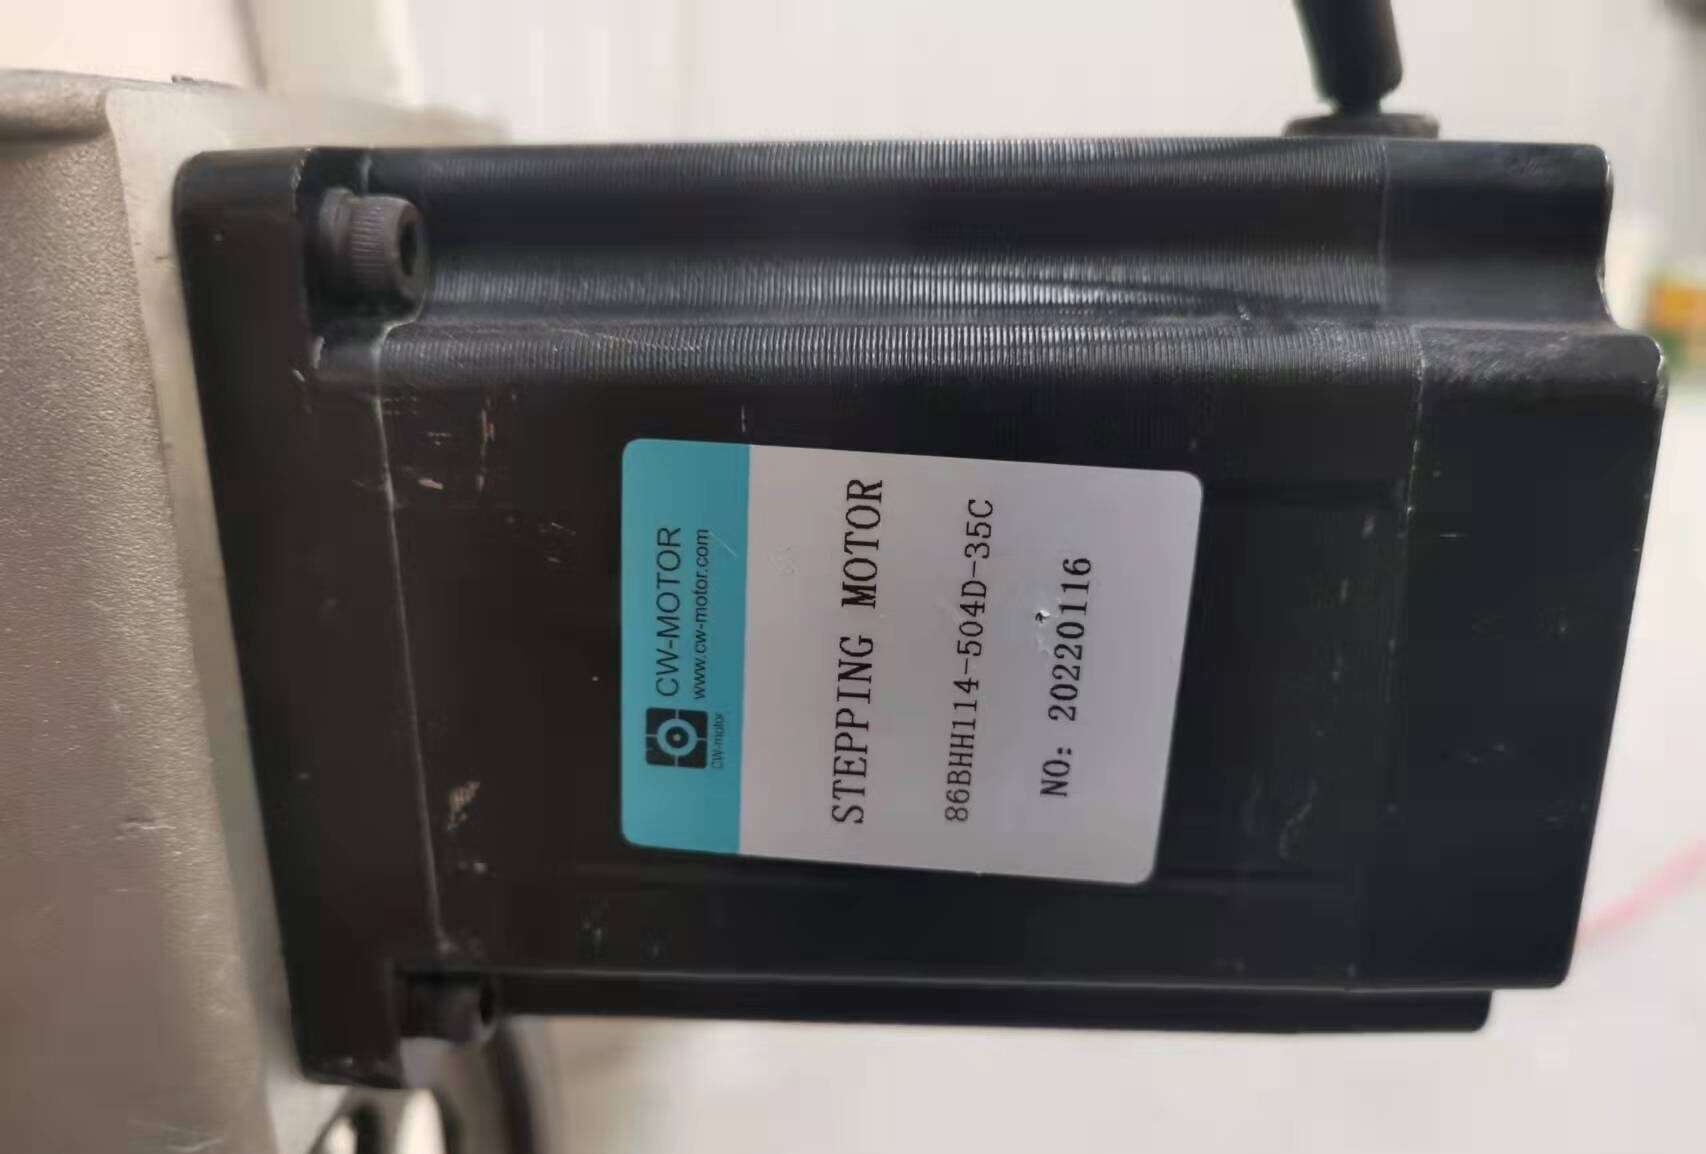 CW-MOTOR
www.cw-motor.com
CW-motor
STEPPING MOTOR
86BHH114-504D-35C
NO: 20220116